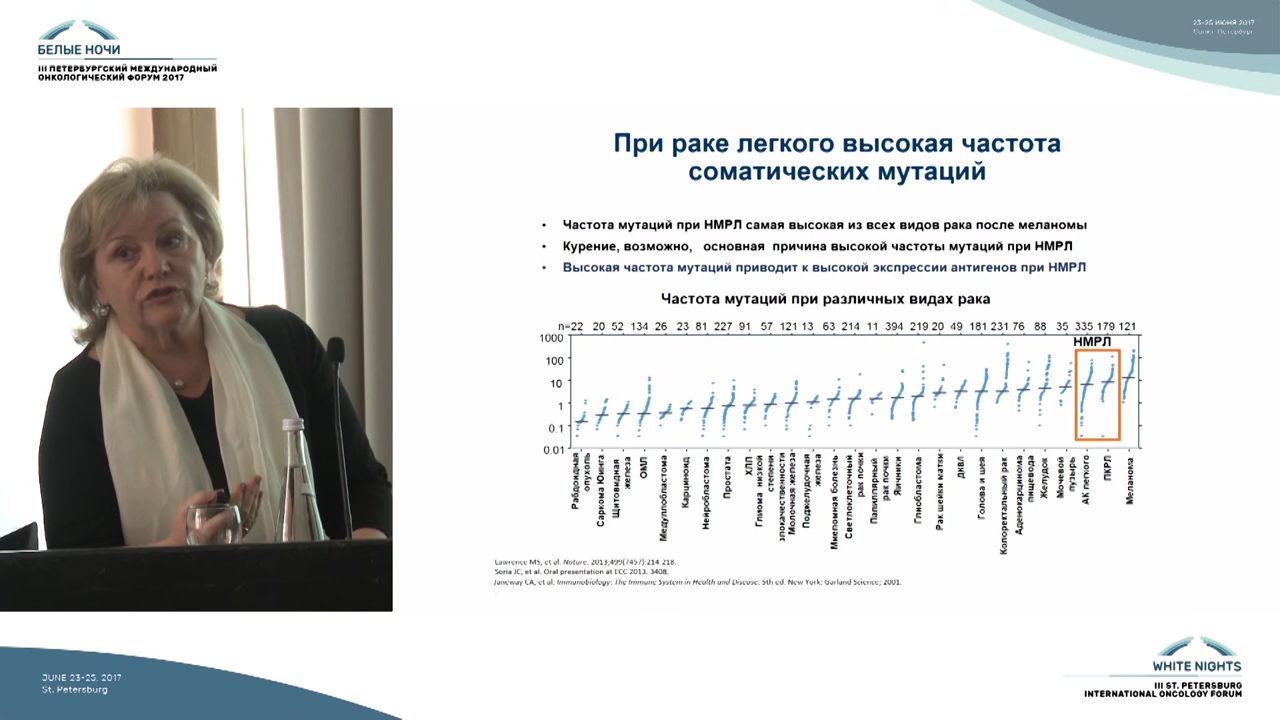 БЕЛЫЕ НОЧИ
III ПЕТЕРБУРГСКИЙ МЕЖДУНАРОДНЫЙ
ОНКОЛОГИЧЕСКИЙ ФОРУМ 2017
23-25 ИЮНЯ 2017
Санкт-Петербург
При раке легкого высокая частота
соматических мутаций
• Частота мутаций при НМРЛ самая высокая из всех видов рака после меланомы
• Курение, возможно, основная причина высокой частоты мутаций при НМРЛ
• Высокая частота мутаций приводит к высокой экспрессии антигенов при НМРЛ
Частота мутаций при различных видах рака
n=22 20 52 134 26 23 81 227 91 57 121 13 63 214 11 394 219 20 49 181 231 76 88 35 335 179 121
НМРЛ
1000
100
10
1
0.1
0.01
Рабдоидная опухоль
Саркома Юинга
Щитовидная железа
ОМЛ
Медуллобластома
Карциноид
Нейробластома
Простата
ХЛЛ
Глиома низкой степени злокачественности
Молочная железа
Поджелудочная железа
Миеломная болезнь
Светлоклеточный рак почки
Папиллярный рак почки
Яичники
Глиобластома
Рак шейки матки
ДКВЛ
Голова и шея
Колоректальный рак
Аденокарцинома пищевода
Желудок
Мочевой пузырь
АК легкого
ПКРЛ
Меланома
Lawrence MS, et al. Nature. 2013;499(7457):214-218.
Soria JC, et al. Oral presentation at ECC 2013. 3408.
Janeway CA, et al. Immunobiology: The Immune System in Health and Disease. 5th ed. New York: Garland Science; 2001.
JUNE 23-25, 2017
St. Petersburg
WHITE NIGHTS
III ST. PETERSBURG
INTERNATIONAL ONCOLOGY FORUM